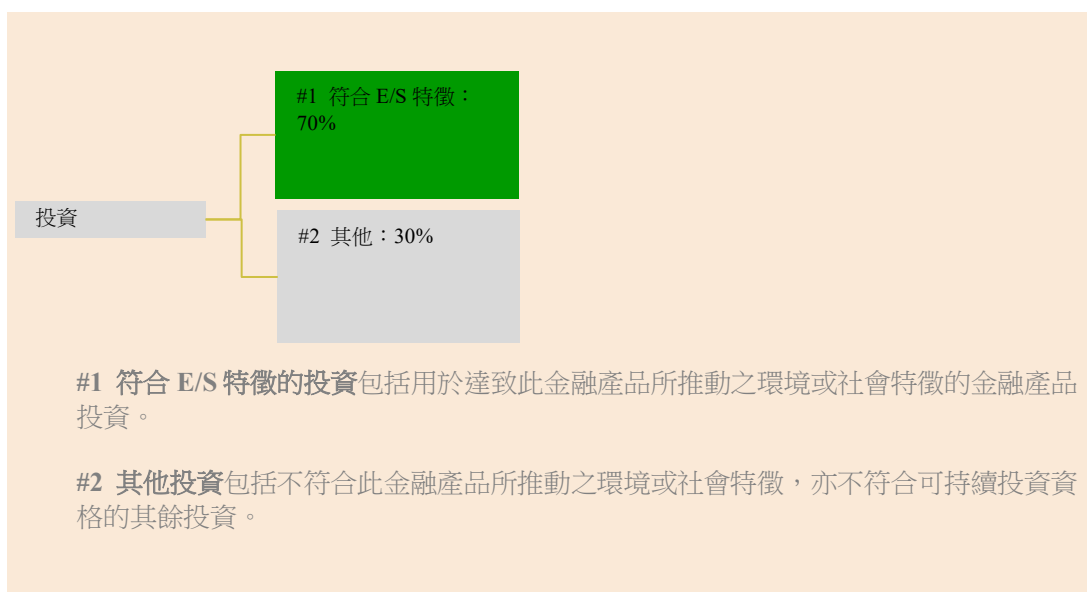 #1 符合 E/S 特徵：
70%
投資
#2 其他：30%
#1 符合 E/S 特徵的投資包括用於達致此金融產品所推動之環境或社會特徵的金融產品
投資。
#2 其他投資包括不符合此金融產品所推動之環境或社會特徵，亦不符合可持續投資資
格的其餘投資。